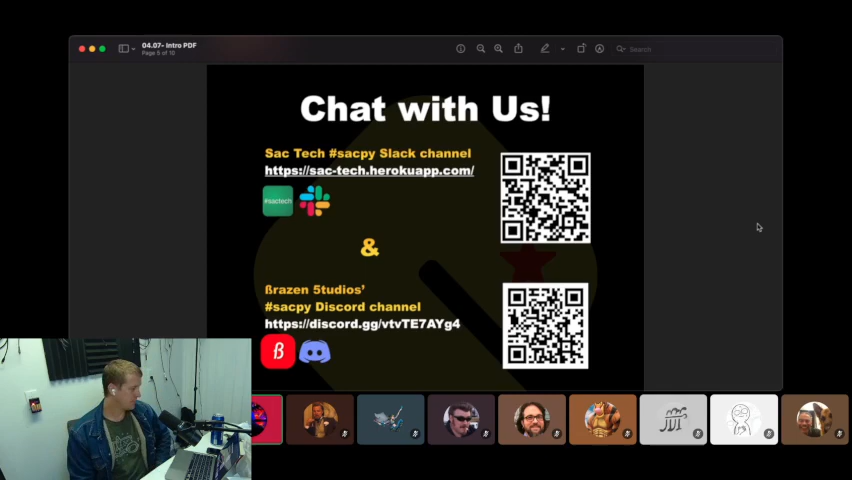 04.07- Intro PDF
Page 5 of 10
Search
Chat with Us!
Sac Tech #sacpy Slack channel
https://sac-tech.herokuapp.com/
#sactech
&
ßrazen 5tudios’
#sacpy Discord channel
https://discord.gg/vtvTE7AYg4
ß